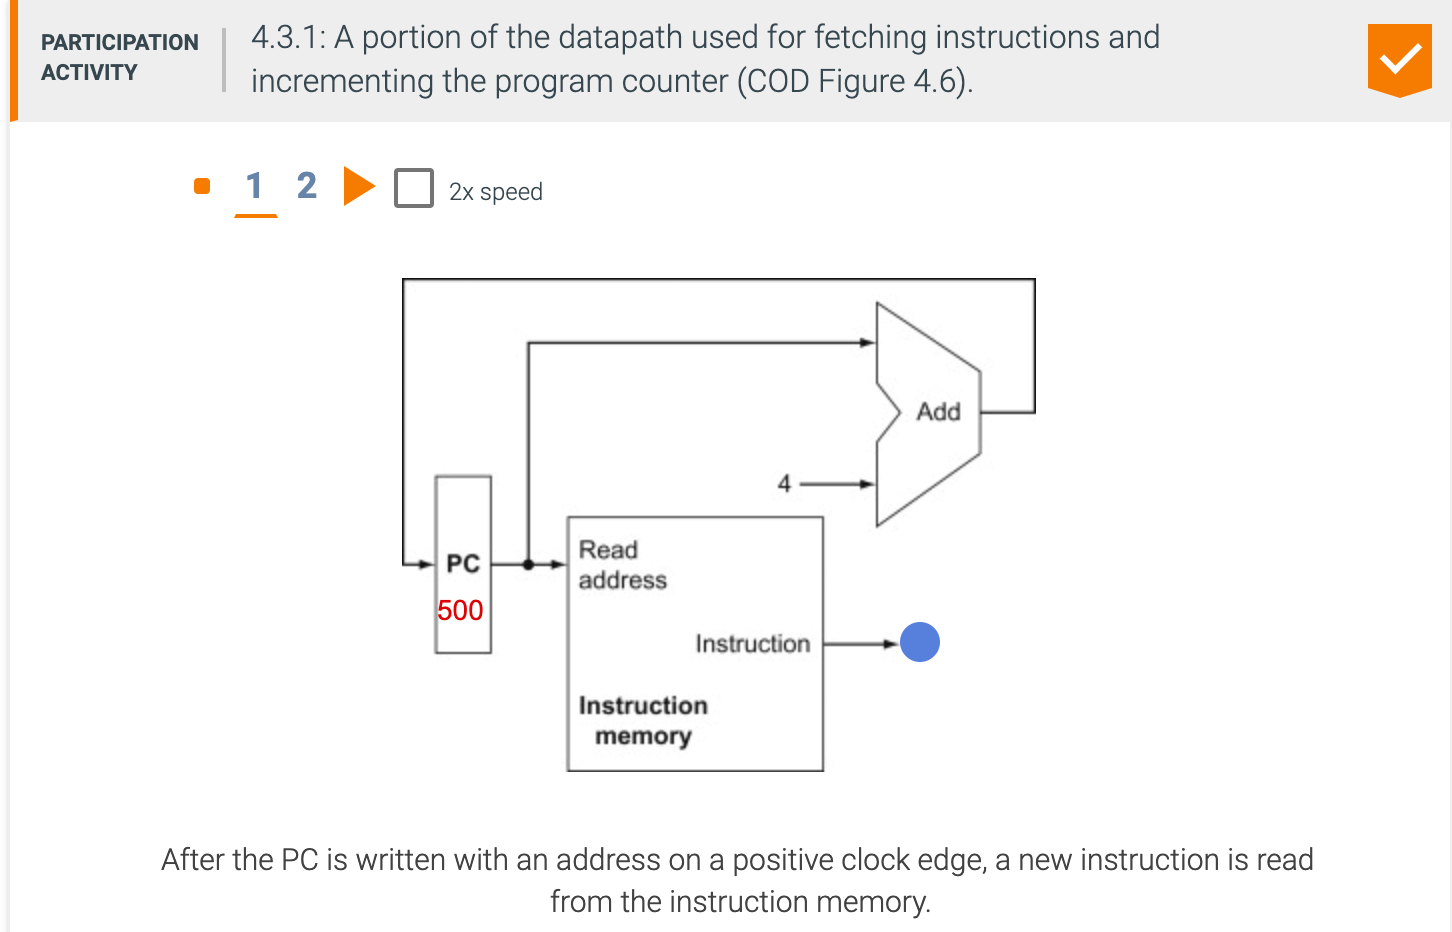 PARTICIPATION
ACTIVITY
4.3.1: A portion of the datapath used for fetching instructions and
incrementing the program counter (COD Figure 4.6).
1 2 2x speed
Add
4
PC
500
Read
address
Instruction
Instruction
memory
After the PC is written with an address on a positive clock edge, a new instruction is read
from the instruction memory.